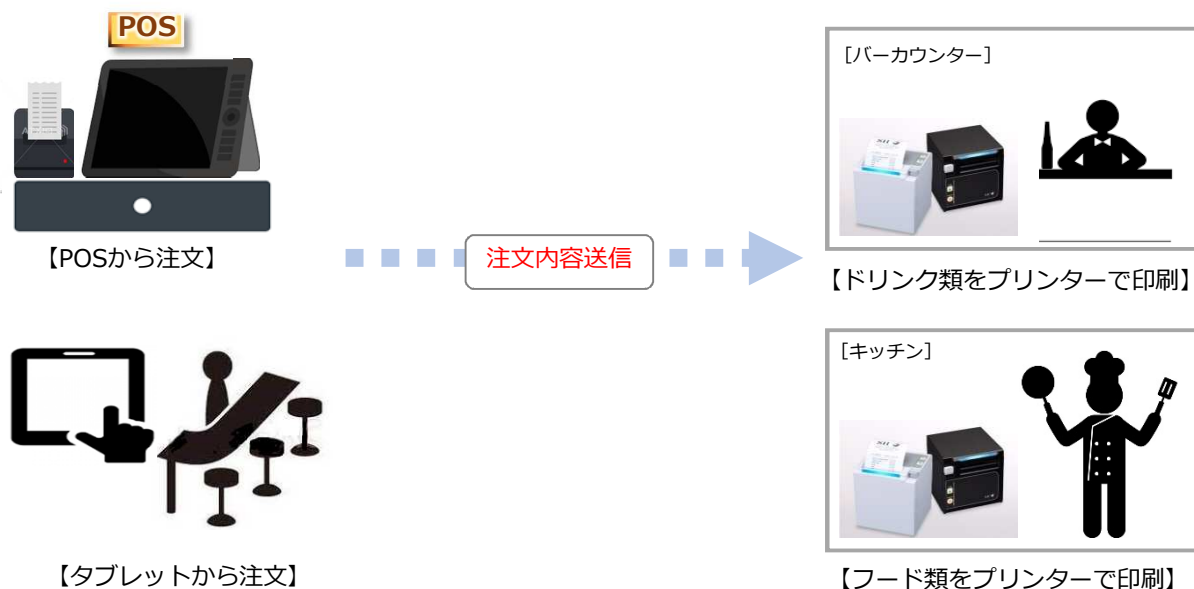 POS
【POSから注文】
注文内容送信
［バーカウンター］
【ドリンク類をプリンターで印刷】
［キッチン］
【タブレットから注文】
【フード類をプリンターで印刷】